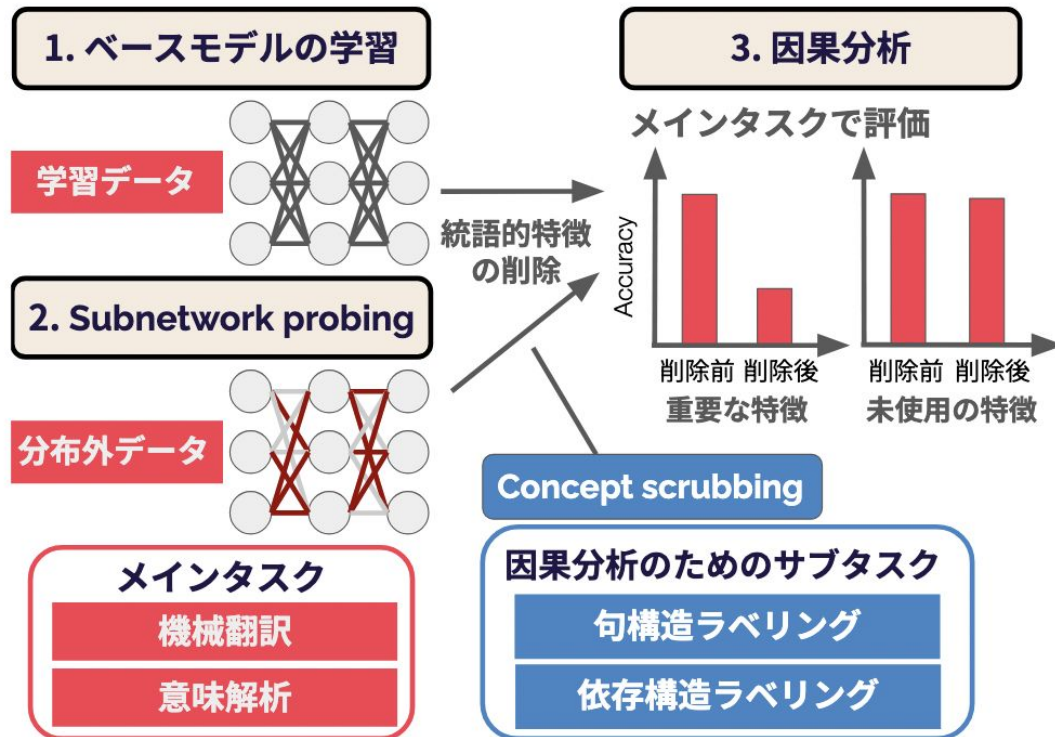 1. ベースモデルの学習
学習データ
2. Subnetwork probing
分布外データ
メインタスク
機械翻訳
意味解析
統語的特徴
の削除
3. 因果分析
メインタスクで評価
Accuracy
削除前 削除後
重要な特徴
削除前 削除後
未使用の特徴
Concept scrubbing
因果分析のためのサブタスク
句構造ラベリング
依存構造ラベリング